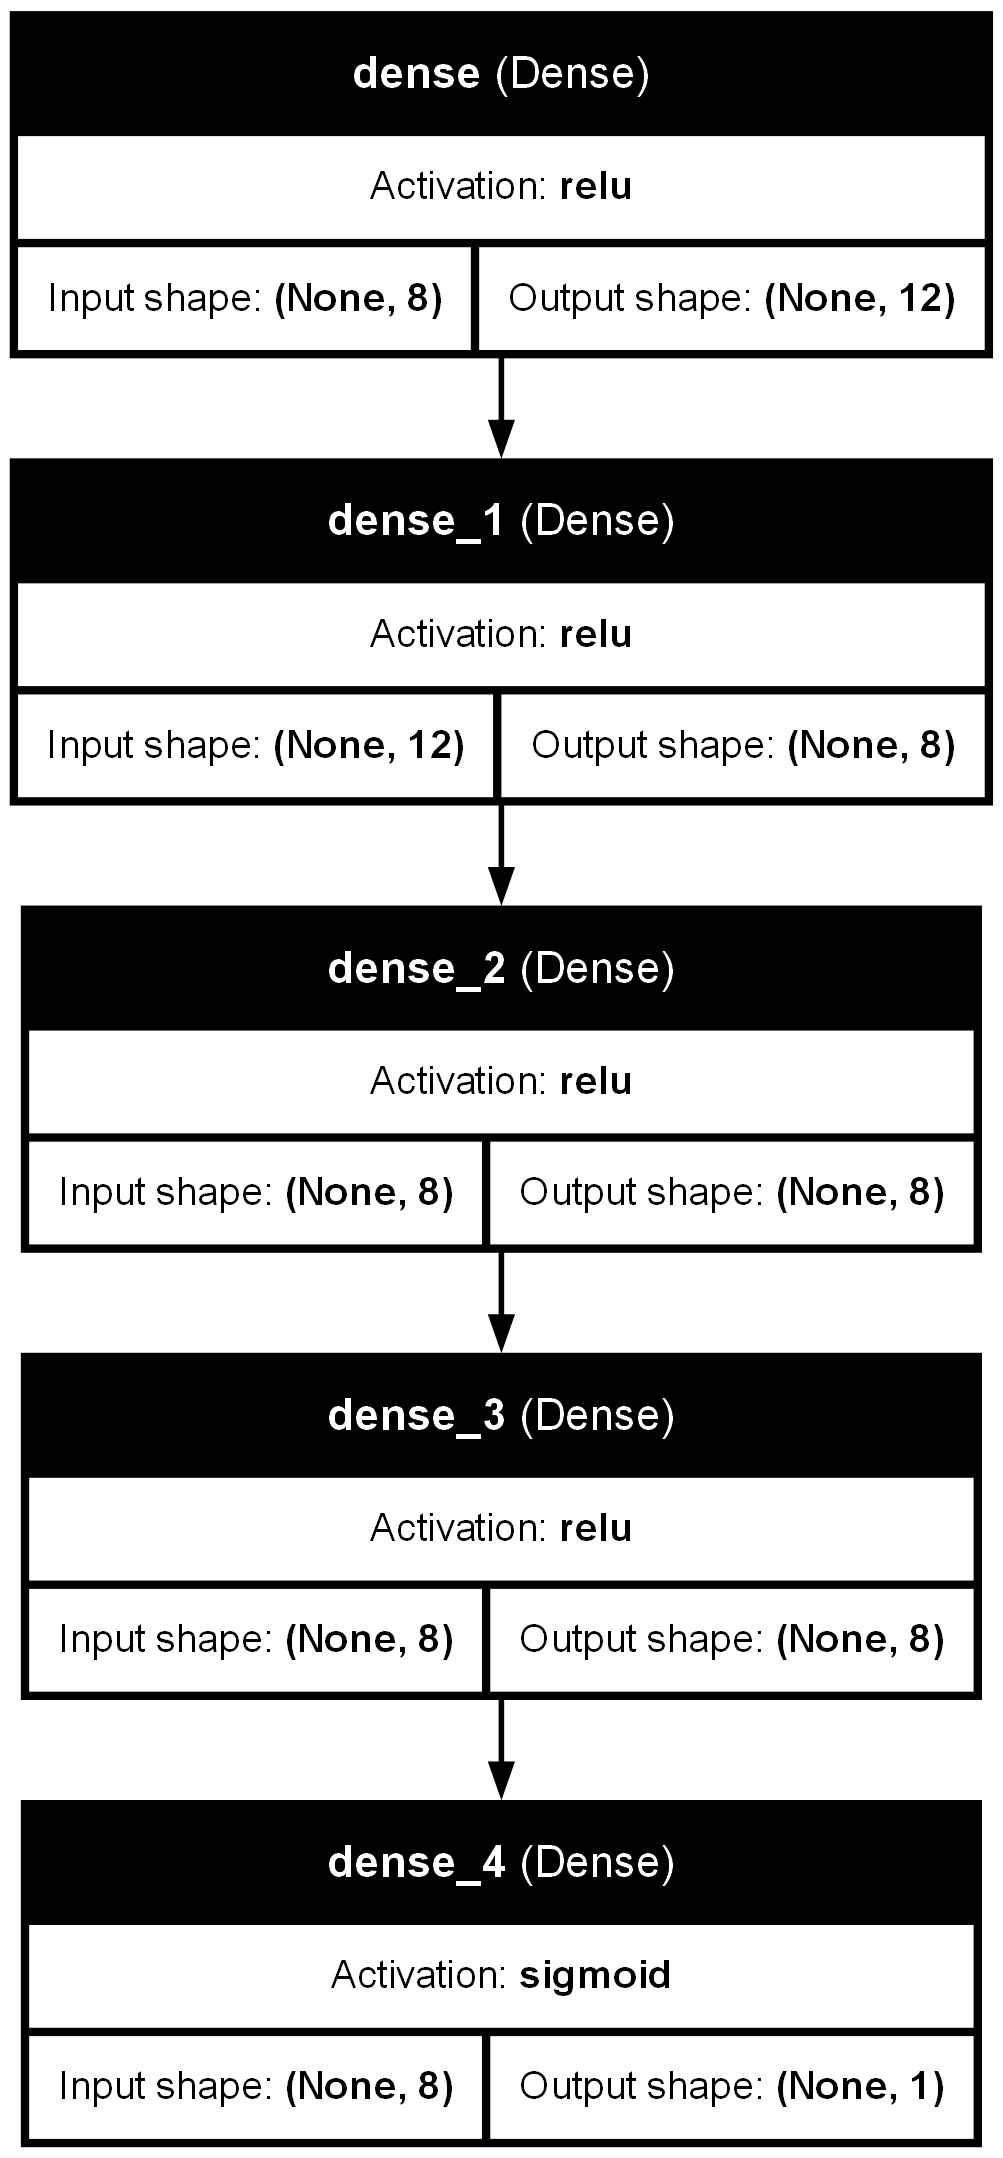 dense (Dense)
Activation: relu
Input shape: (None, 8) Output shape: (None, 12)
dense_1 (Dense)
Activation: relu
Input shape: (None, 12) Output shape: (None, 8)
dense_2 (Dense)
Activation: relu
Input shape: (None, 8) Output shape: (None, 8)
dense_3 (Dense)
Activation: relu
Input shape: (None, 8) Output shape: (None, 8)
dense_4 (Dense)
Activation: sigmoid
Input shape: (None, 8) Output shape: (None, 1)